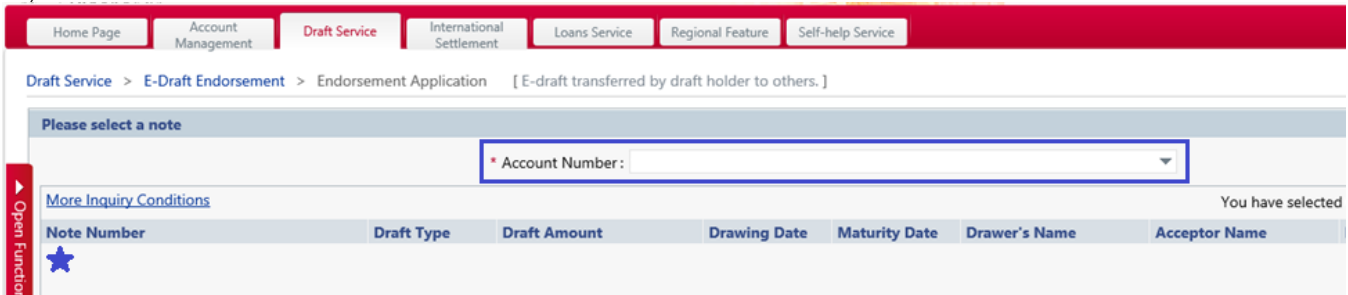 Home Page
Account
Management
Draft Service
International
Settlement
Loans Service
Regional Feature
Self-help Service
Draft Service > E-Draft Endorsement > Endorsement Application [ E-draft transferred by draft holder to others. ]
Please select a note
* Account Number :
More Inquiry Conditions
You have selected
Note Number Draft Type Draft Amount Drawing Date Maturity Date Drawer's Name Acceptor Name
Open Function